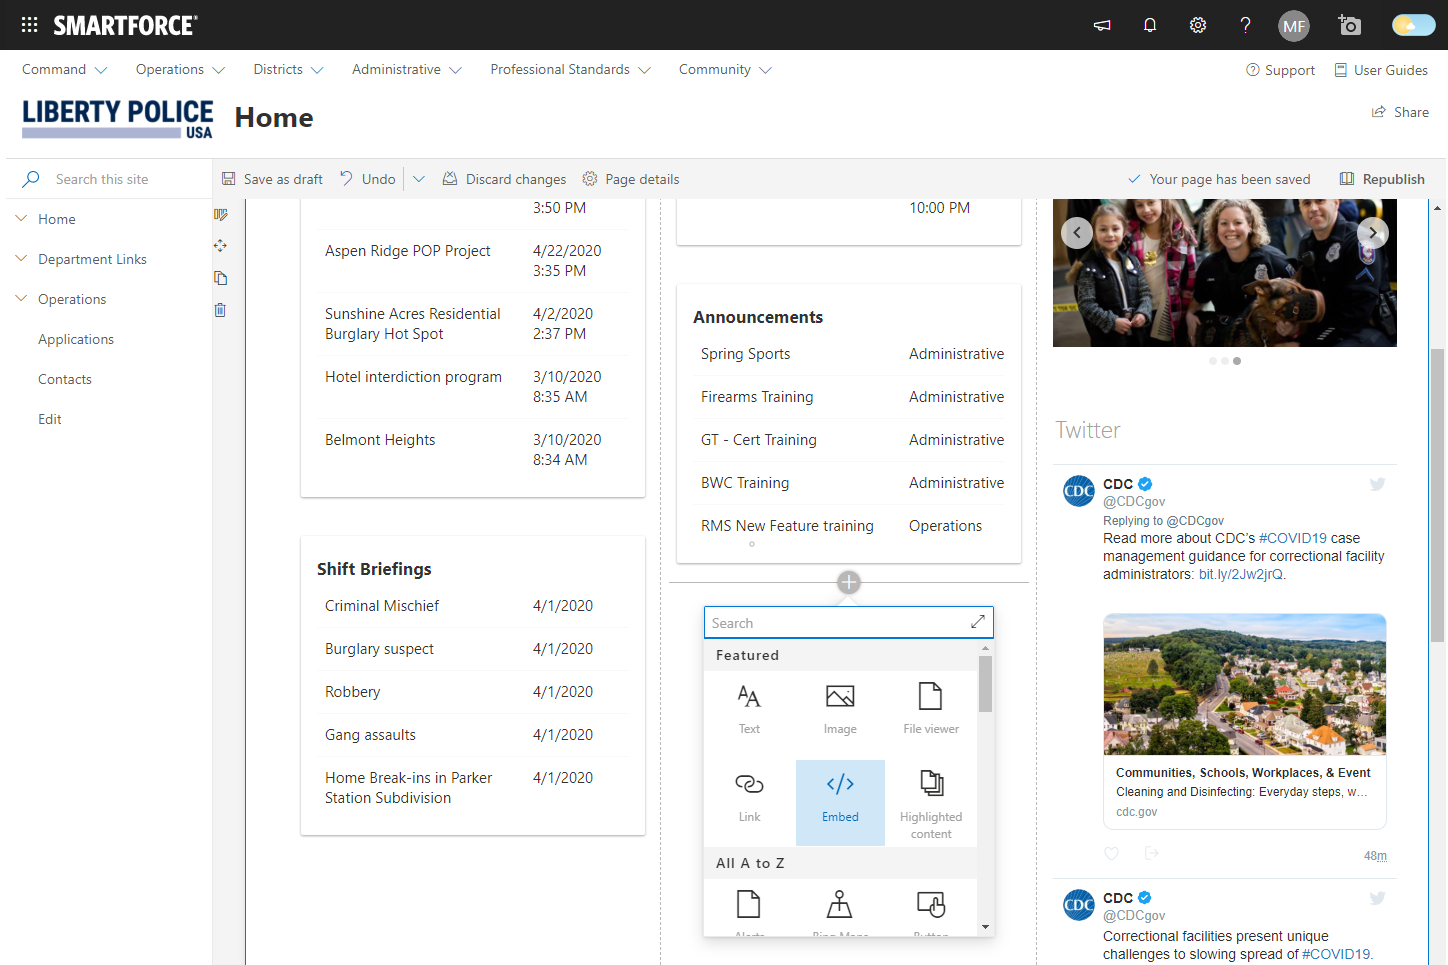 SMARTFORCE®
MF
Command
Operations
Districts
Administrative
Professional Standards
Community
Support
User Guides
LIBERTY POLICE
USA
Home
Share
Search this site
Save as draft
Undo
Discard changes
Page details
Your page has been saved
Republish
Home
Department Links
Operations
Applications
Contacts
Edit
3:50 PM
Aspen Ridge POP Project 4/22/2020
3:35 PM
Sunshine Acres Residential 4/2/2020
Burglary Hot Spot 2:37 PM
Hotel interdiction program 3/10/2020
8:35 AM
Belmont Heights 3/10/2020
8:34 AM
Shift Briefings
Criminal Mischief 4/1/2020
Burglary suspect 4/1/2020
Robbery 4/1/2020
Gang assaults 4/1/2020
Home Break-ins in Parker 4/1/2020
Station Subdivision
10:00 PM
Announcements
Spring Sports Administrative
Firearms Training Administrative
GT - Cert Training Administrative
BWC Training Administrative
RMS New Feature training Operations
Search
Featured
Text
Image
File viewer
Link
Embed
Highlighted
content
All A to Z
Alerts
Bing Maps
Button
Twitter
CDC
CDC
@CDCgov
Replying to @CDCgov
Read more about CDC's #COVID19 case
management guidance for correctional facility
administrators: bit.ly/2Jw2jrQ.
Communities, Schools, Workplaces, & Event
Cleaning and Disinfecting: Everyday steps, w...
cdc.gov
48m
CDC
CDC
@CDCgov
Correctional facilities present unique
challenges to slowing spread of #COVID19.